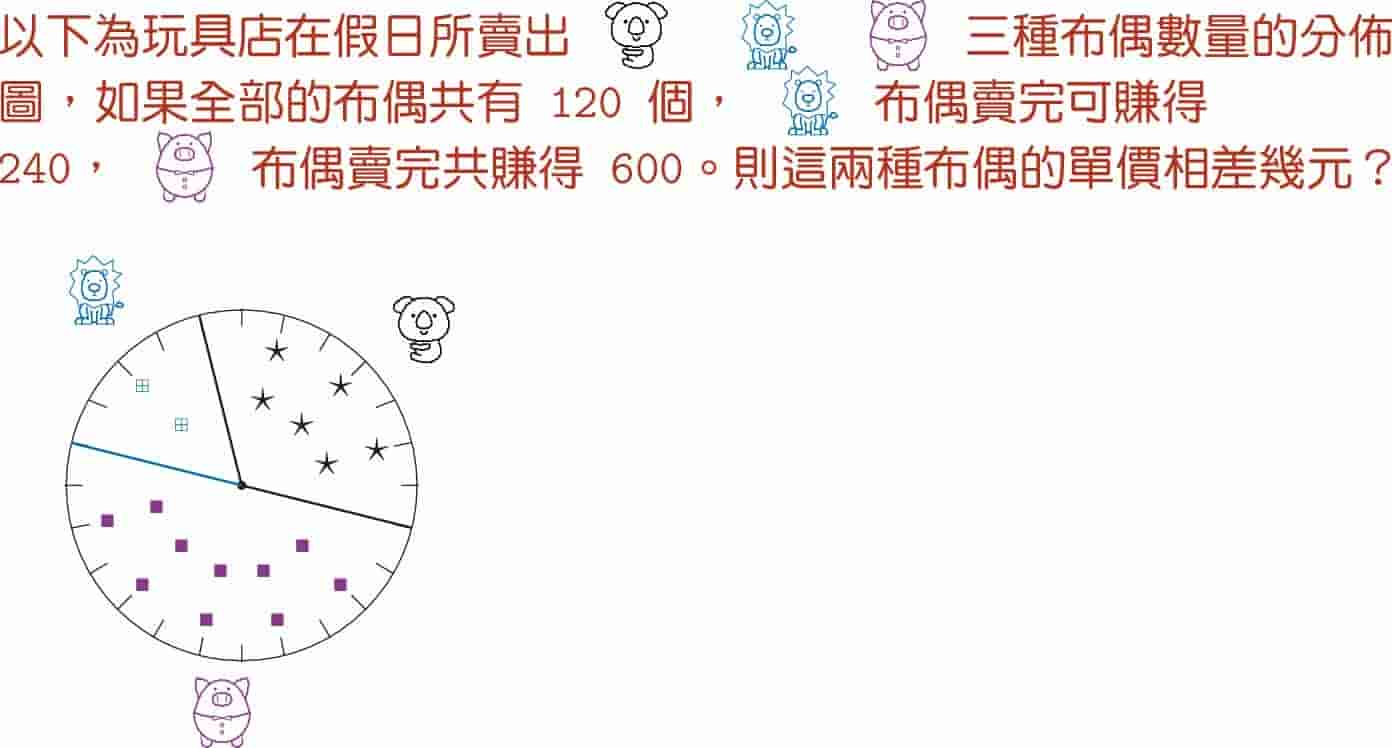 以下為玩具店在假日所賣出 三種布偶數量的分佈
圖，如果全部的布偶共有 120 個， 布偶賣完可賺得
240， 布偶賣完共賺得 600。則這兩種布偶的單價相差幾元？